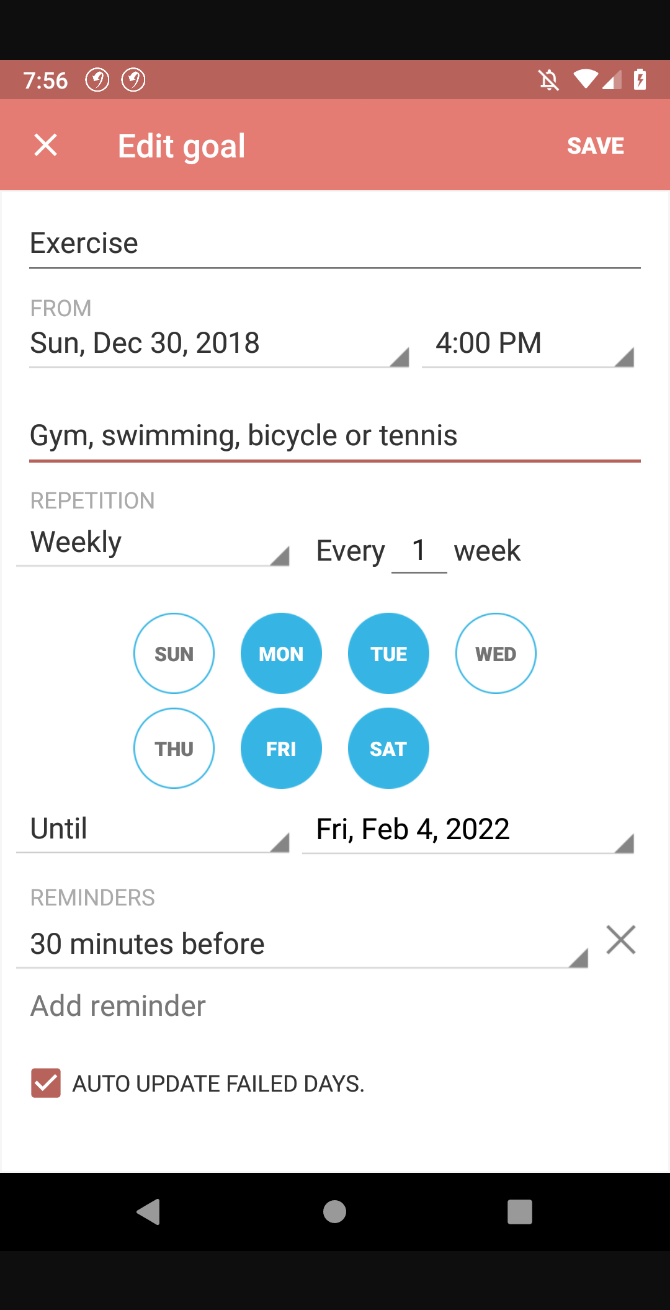 7:56
Edit goal SAVE
Exercise
FROM
Sun, Dec 30, 2018 4:00 PM
Gym, swimming, bicycle or tennis
REPETITION
Weekly Every 1 week
SUN MON TUE WED
THU FRI SAT
Until Fri, Feb 4, 2022
REMINDERS
30 minutes before
Add reminder
AUTO UPDATE FAILED DAYS.